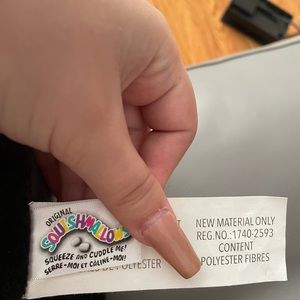 ORIGINAL
SQUISHMALLOWS
SQUEEZE AND CUDDLE ME!
SERRE-MOI ET CÂLINE-MOI!
POLYESTER
NEW MATERIAL ONLY
REG.NO.:1740-2593
CONTENT
POLYESTER FIBRES